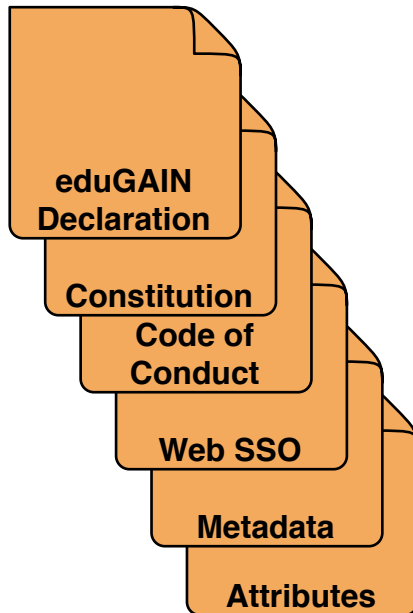 eduGAIN
Declaration
Constitution
Code of
Conduct
Web SSO
Metadata
Attributes